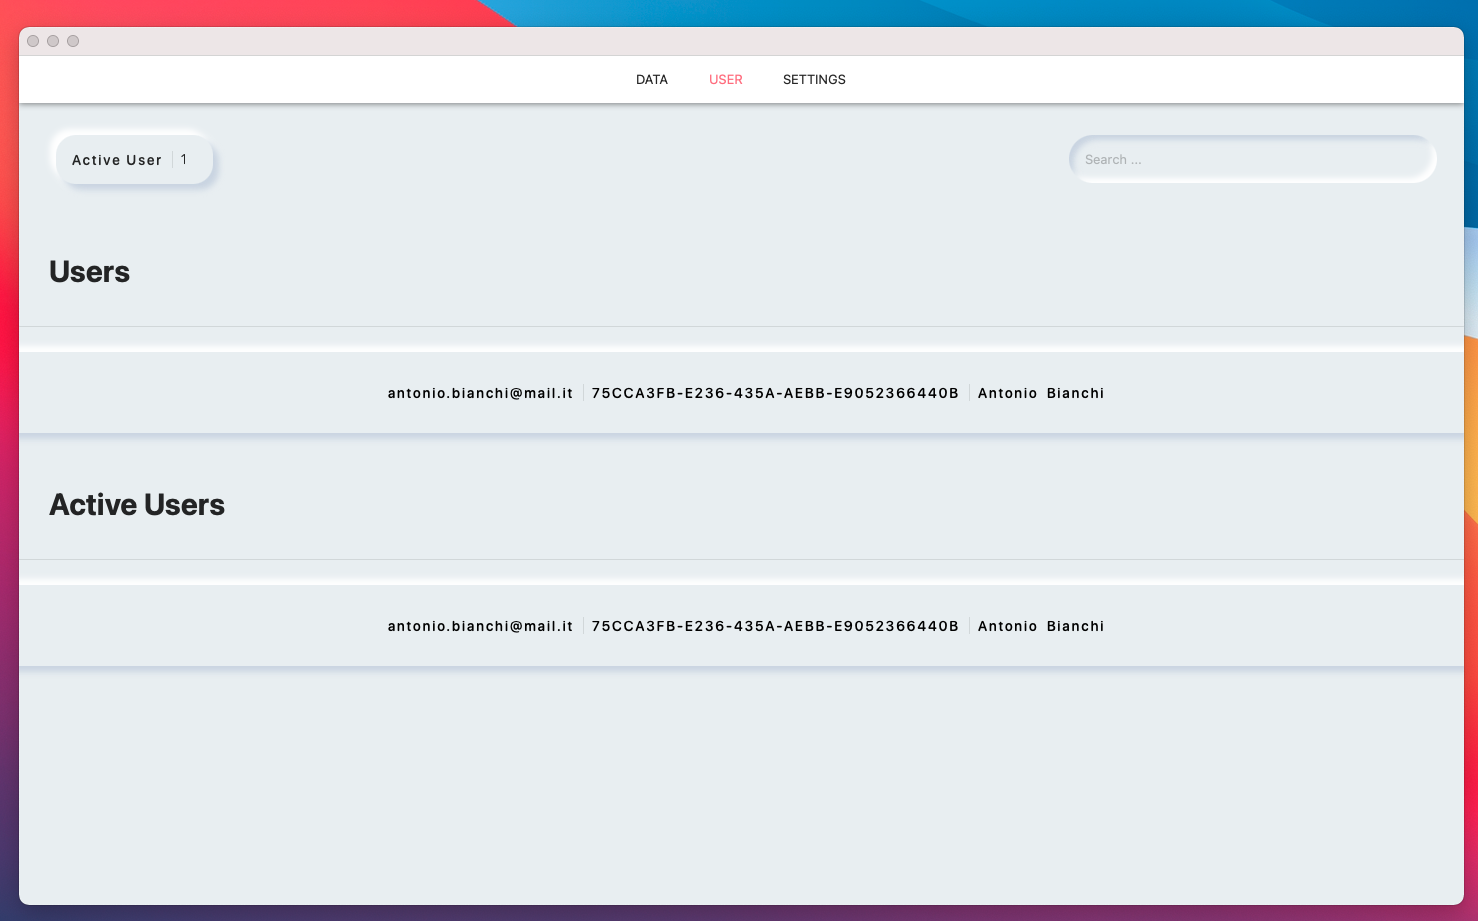 DATA USER SETTINGS
Active User 1 Search ...
Users
antonio.bianchi@mail.it 75CCA3FB-E236-435A-AEBB-E9052366440B Antonio Bianchi
Active Users
antonio.bianchi@mail.it 75CCA3FB-E236-435A-AEBB-E9052366440B Antonio Bianchi